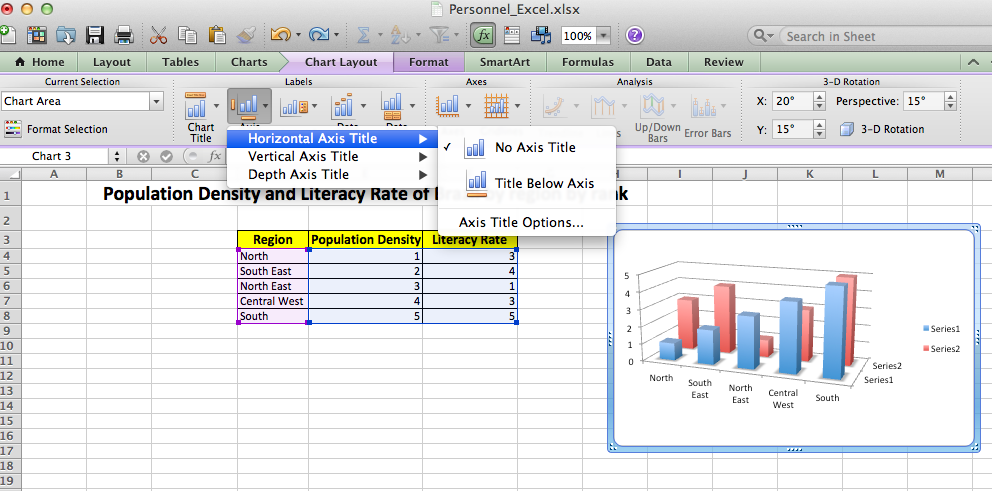 Personnel_Excel.xlsx
100%
Search in Sheet
Home Layout Tables Charts Chart Layout Format SmartArt Formulas Data Review
Current Selection Labels Axes Analysis 3-D Rotation
Chart Area
X: 20° Perspective: 15°
Format Selection
Chart
Title
Up/Down
Bars
Error Bars
Y: 15° 3-D Rotation
Horizontal Axis Title
Vertical Axis Title
Depth Axis Title
✓ No Axis Title
Title Below Axis
Axis Title Options...
Chart 3 fx
A B C H I J K L M
1 Population Density and Literacy Rate of Brazil by region by rank
2
3 Region Population Density Literacy Rate
4 North 1 3
5 South East 2 4
6 North East 3 1
7 Central West 4 3
8 South 5 5
9
10
11
12
13
14
15
16
17
18
19
5
4
3
2
1
0
North
South
East
North
East
Central
West
South
Series2
Series1
Series1
Series2